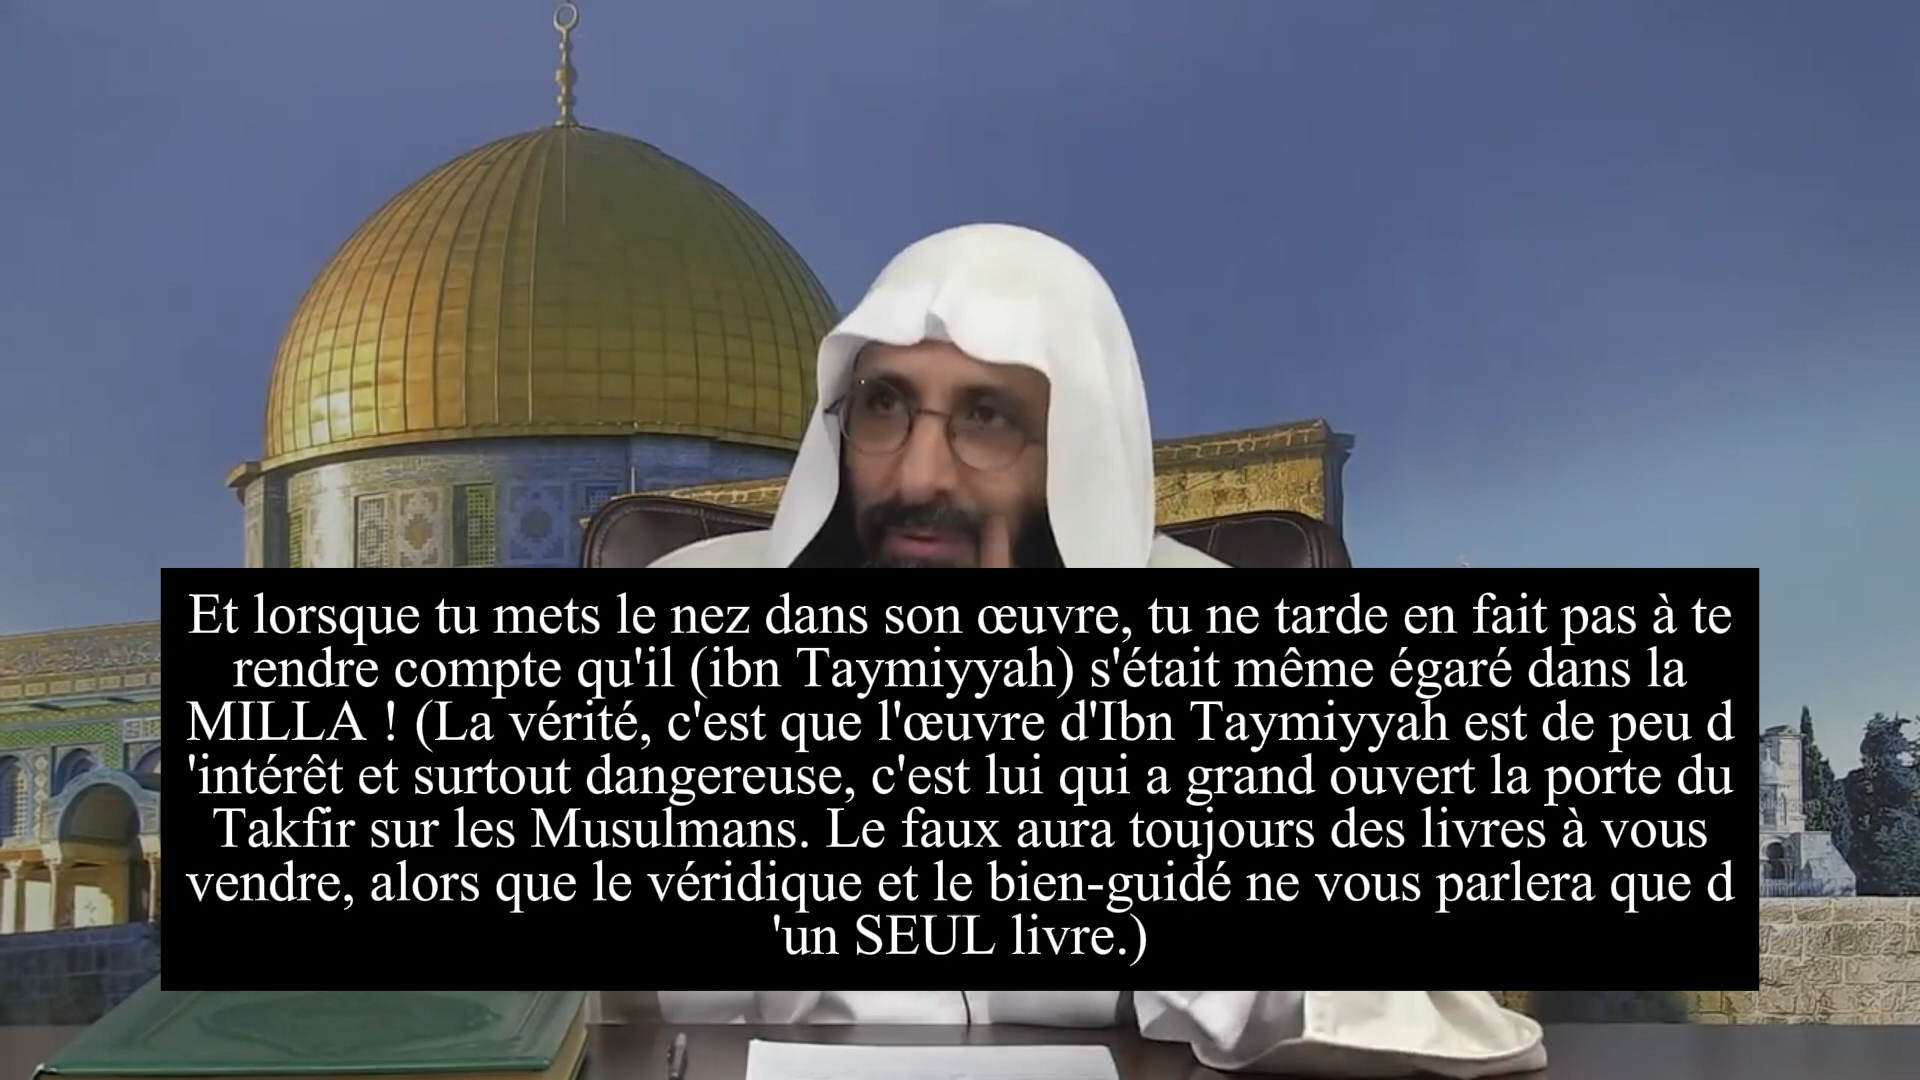 Et lorsque tu mets le nez dans son œuvre, tu ne tarde en fait pas à te
rendre compte qu'il (ibn Taymiyyah) s'était même égaré dans la
MILLA ! (La vérité, c'est que l'œuvre d'Ibn Taymiyyah est de peu d
'intérêt et surtout dangereuse, c'est lui qui a grand ouvert la porte du
Takfir sur les Musulmans. Le faux aura toujours des livres à vous
vendre, alors que le véridique et le bien-guidé ne vous parlera que d
'un SEUL livre.)